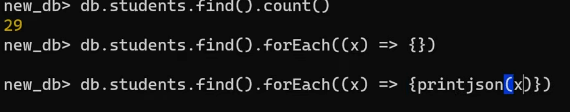 new_db> db.students.find().count()
29
new_db> db.students.find().forEach((x) => {})
new_db> db.students.find().forEach((x) => {printjson(x)})